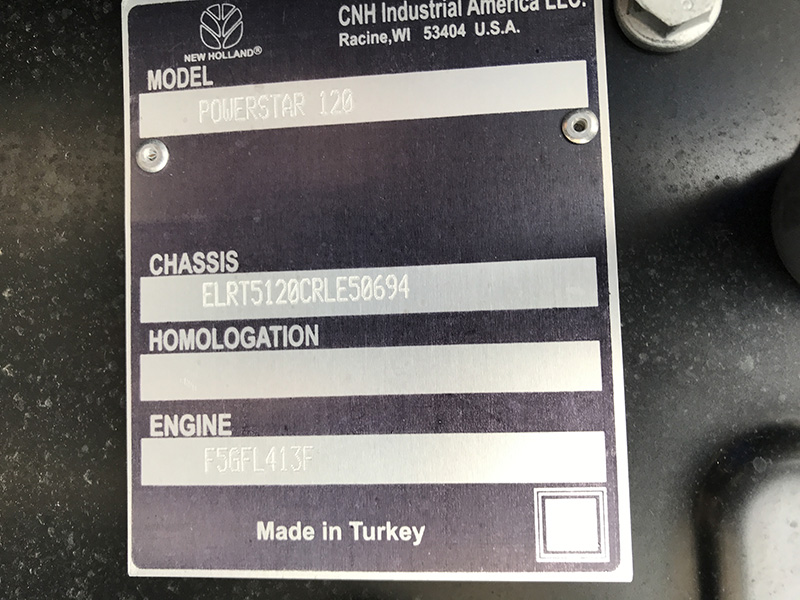 NEW HOLLAND®
CNH Industrial America LLC.
Racine,WI 53404 U.S.A.
MODEL
POWERSTAR 120
CHASSIS
ELRT5120CRLE50694
HOMOLOGATION
ENGINE
F5GFL413F
Made in Turkey